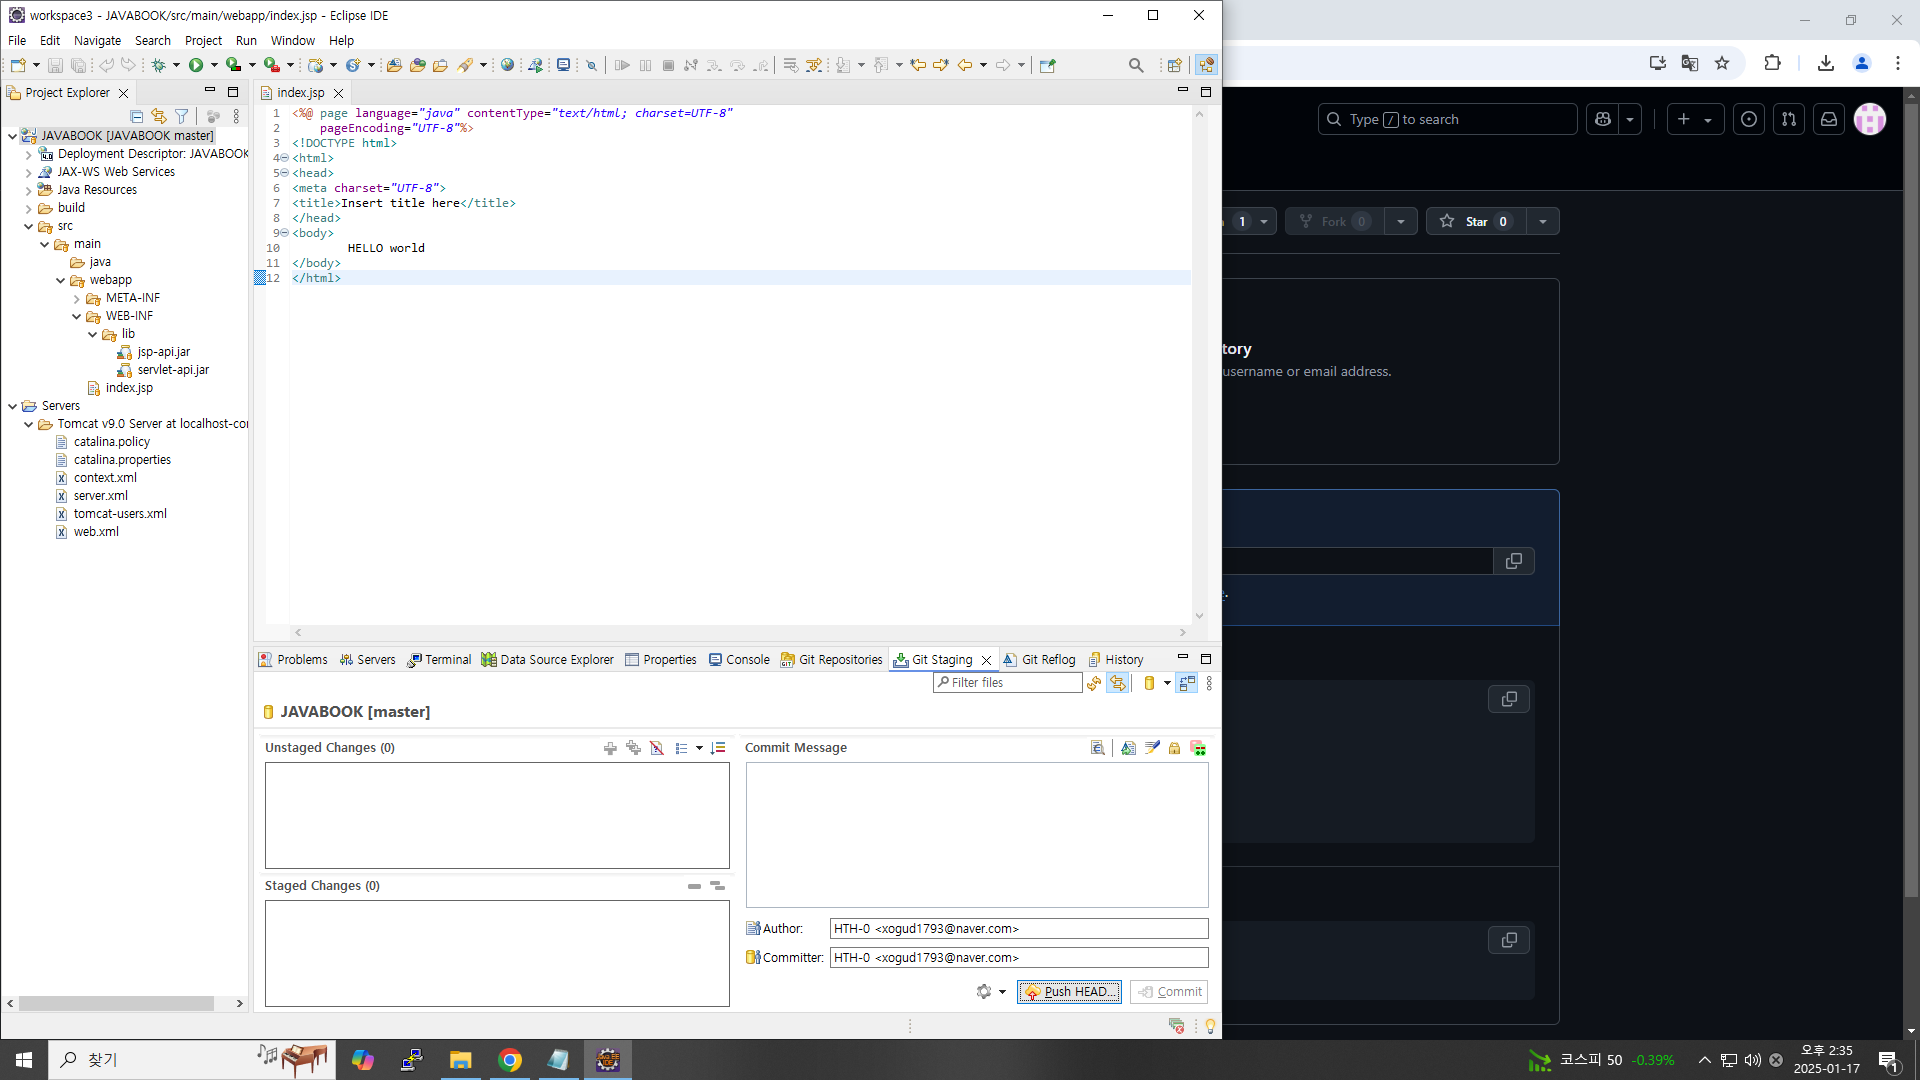 workspace3 - JAVABOOK/src/main/webapp/index.jsp - Eclipse IDE
File Edit Navigate Search Project Run Window Help
Project Explorer
JAVABOOK [JAVABOOK master]
Deployment Descriptor: JAVABOOK
JAX-WS Web Services
Java Resources
build
src
main
java
webapp
META-INF
WEB-INF
lib
jsp-api.jar
servlet-api.jar
index.jsp
Servers
Tomcat v9.0 Server at localhost-con
catalina.policy
catalina.properties
context.xml
server.xml
tomcat-users.xml
web.xml
index.jsp
1 <%@ page language="java" contentType="text/html; charset=UTF-8"
2 pageEncoding="UTF-8"%>
3 <!DOCTYPE html>
4 <html>
5 <head>
6 <meta charset="UTF-8">
7 <title>Insert title here</title>
8 </head>
9 <body>
10 HELLO world
11 </body>
12 </html>
Problems Servers Terminal Data Source Explorer Properties Console Git Repositories Git Staging Git Reflog History
Filter files
JAVABOOK [master]
Unstaged Changes (0)
Staged Changes (0)
Commit Message
Author: HTH-0 <xogud1793@naver.com>
Committer: HTH-0 <xogud1793@naver.com>
Push HEAD... Commit
Type / to search
1 Fork 0 Star 0
tory
username or email address.
찾기
코스피 50 -0.39%
오후 2:35
2025-01-17
1